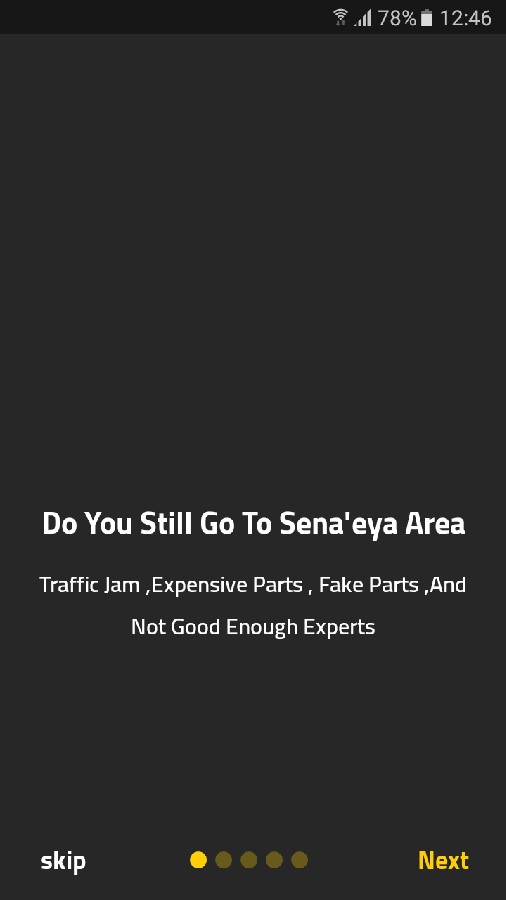 78% 12:46
Do You Still Go To Sena'eya Area
Traffic Jam ,Expensive Parts , Fake Parts ,And
Not Good Enough Experts
skip Next